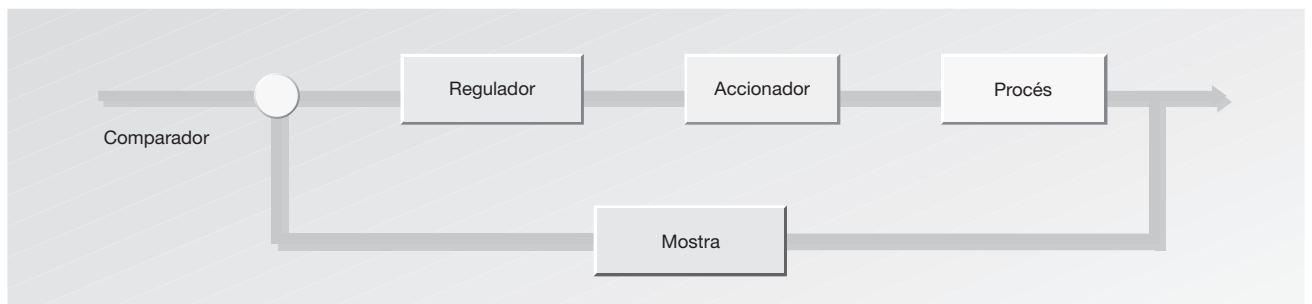 Regulador
Accionador
Procés
Comparador
Mostra